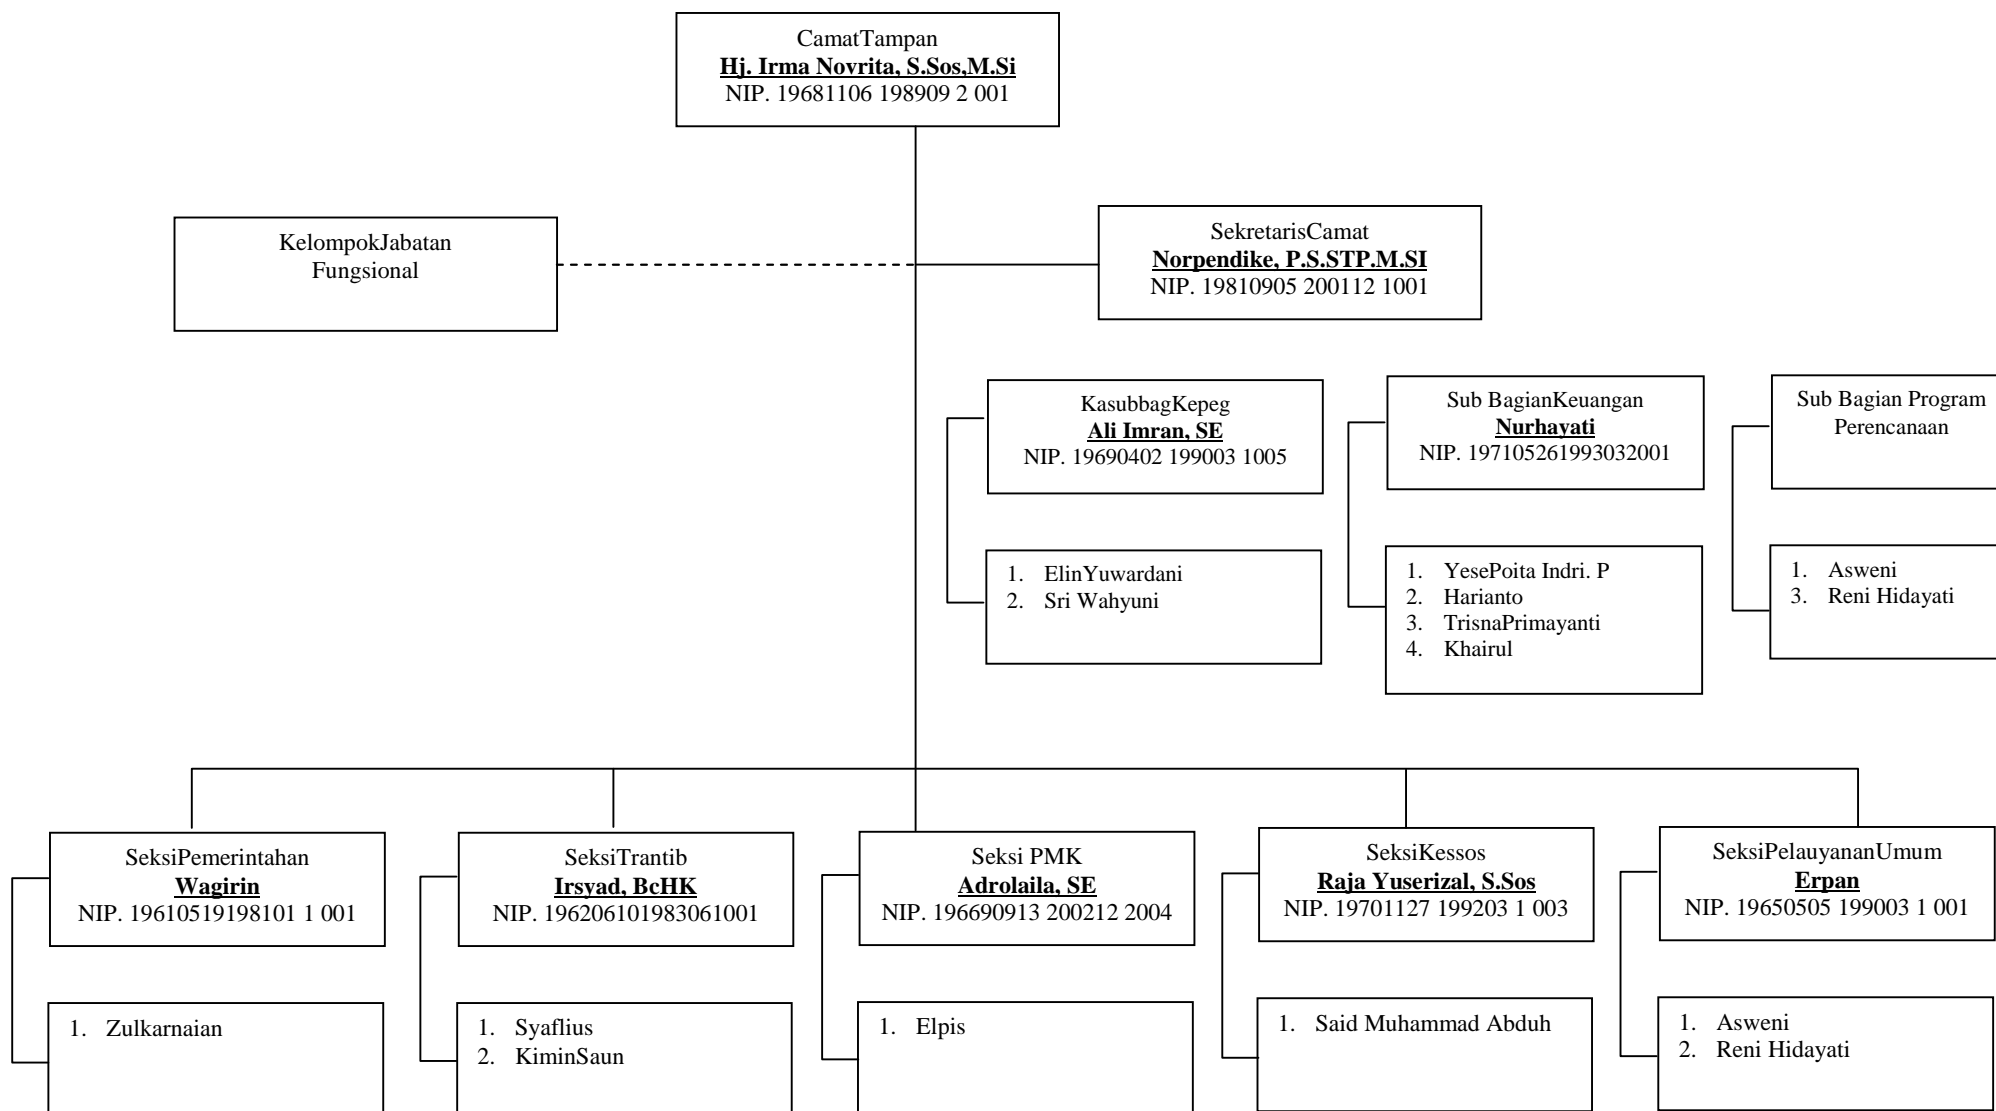 CamatTampan
Hj. Irma Novrita, S.Sos,M.Si
NIP. 19681106 198909 2 001
KelompokJabatan
Fungsional
SekretarisCamat
Norpendike, P.S.STP.M.SI
NIP. 19810905 200112 1001
KasubbagKepeg
Ali Imran, SE
NIP. 19690402 199003 1005
Sub BagianKeuangan
Nurhayati
NIP. 197105261993032001
Sub Bagian Program
Perencanaan
1. ElinYuwardani
2. Sri Wahyuni
1. YesePoita Indri. P
2. Harianto
3. TrisnaPrimayanti
4. Khairul
1. Asweni
3. Reni Hidayati
SeksiPemerintahan
Wagirin
NIP. 19610519198101 1 001
SeksiTrantib
Irsyad, BcHK
NIP. 196206101983061001
Seksi PMK
Adrolaila, SE
NIP. 196690913 200212 2004
SeksiKessos
Raja Yuserizal, S.Sos
NIP. 19701127 199203 1 003
SeksiPelauyananUmum
Erpan
NIP. 19650505 199003 1 001
1. Zulkarnaian
1. Syaflius
2. KiminSaun
1. Elpis
1. Said Muhammad Abduh
1. Asweni
2. Reni Hidayati